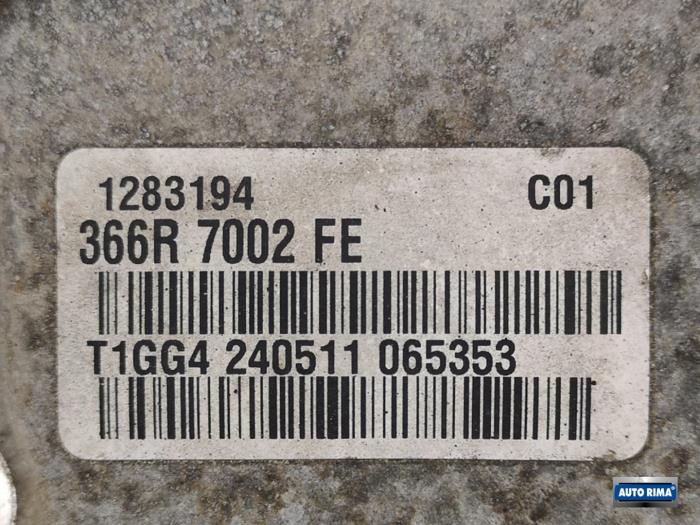 1283194 C01
366R 7002 FE
T1GG4 240511 065353
AUTO RIMA